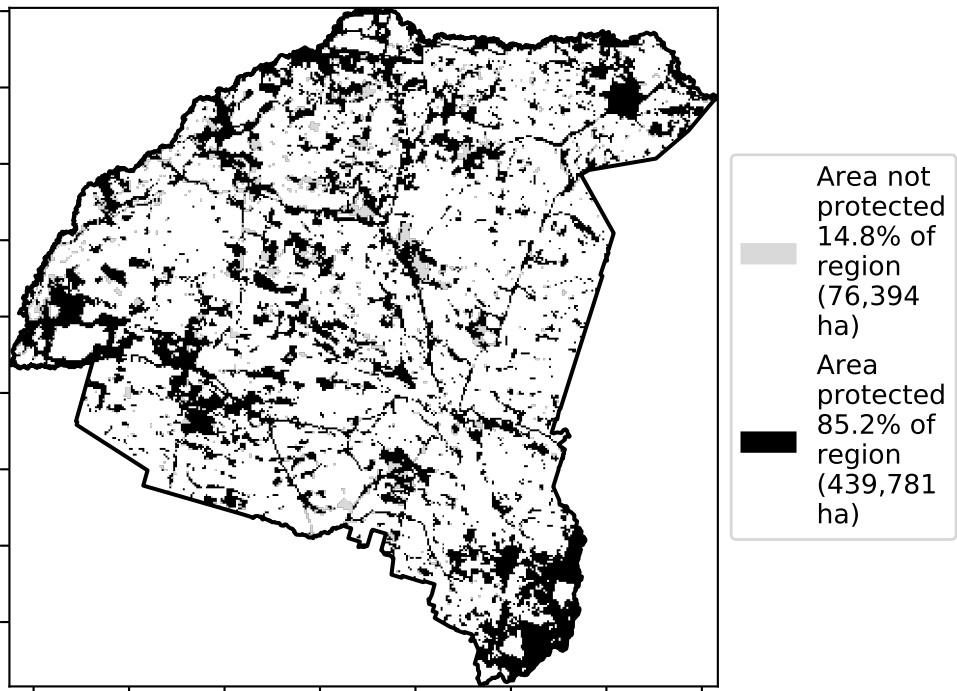 Area not
protected
14.8% of
region
(76,394
ha)
Area
protected
85.2% of
region
(439,781
ha)